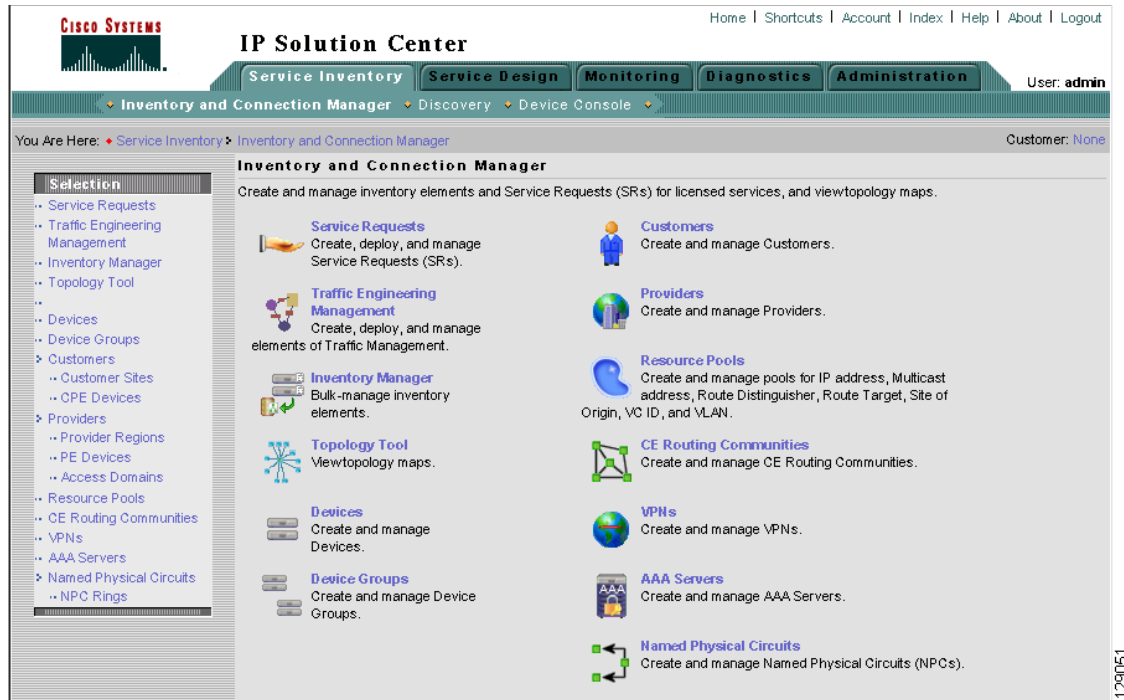 CISCO SYSTEMS
Home | Shortcuts | Account | Index | Help | About | Logout
IP Solution Center
Service Inventory Service Design Monitoring Diagnostics Administration
User: admin
Inventory and Connection Manager Discovery Device Console
You Are Here: Service Inventory Inventory and Connection Manager
Customer: None
Selection
Service Requests
Traffic Engineering
Management
Inventory Manager
Topology Tool
Devices
Device Groups
Customers
Customer Sites
CPE Devices
Providers
Provider Regions
PE Devices
Access Domains
Resource Pools
CE Routing Communities
VPNs
AAA Servers
Named Physical Circuits
NPC Rings
Inventory and Connection Manager
Create and manage inventory elements and Service Requests (SRs) for licensed services, and viewtopology maps.
Service Requests
Create, deploy, and manage
Service Requests (SRs).
Traffic Engineering
Management
Create, deploy, and manage
elements of Traffic Management.
Inventory Manager
Bulk-manage inventory
elements.
Topology Tool
Viewtopology maps.
Devices
Create and manage
Devices.
Device Groups
Create and manage Device
Groups.
Customers
Create and manage Customers.
Providers
Create and manage Providers.
Resource Pools
Create and manage pools for IP address, Multicast
address, Route Distinguisher, Route Target, Site of
Origin, VC ID, and VLAN.
CE Routing Communities
Create and manage CE Routing Communities.
VPNs
Create and manage VPNs.
AAA
AAA Servers
Create and manage AAA Servers.
Named Physical Circuits
Create and manage Named Physical Circuits (NPCs).
129051